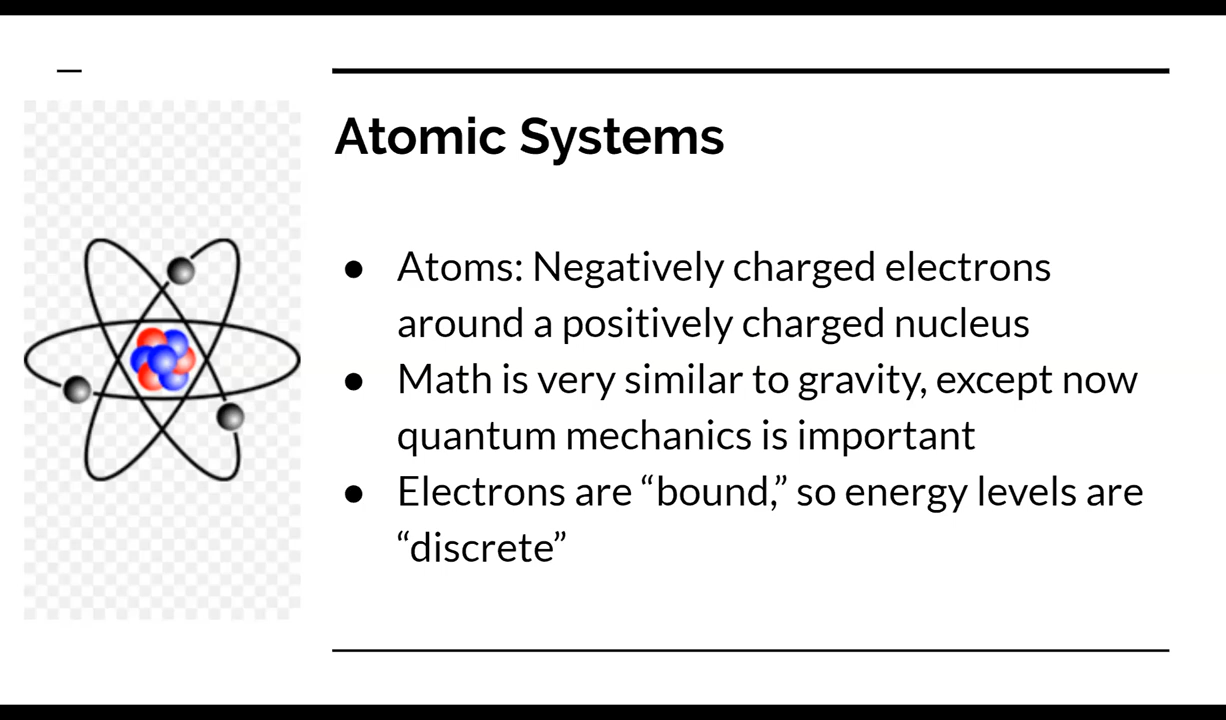 Atomic Systems
● Atoms: Negatively charged electrons
around a positively charged nucleus
● Math is very similar to gravity, except now
quantum mechanics is important
● Electrons are “bound,” so energy levels are
“discrete”